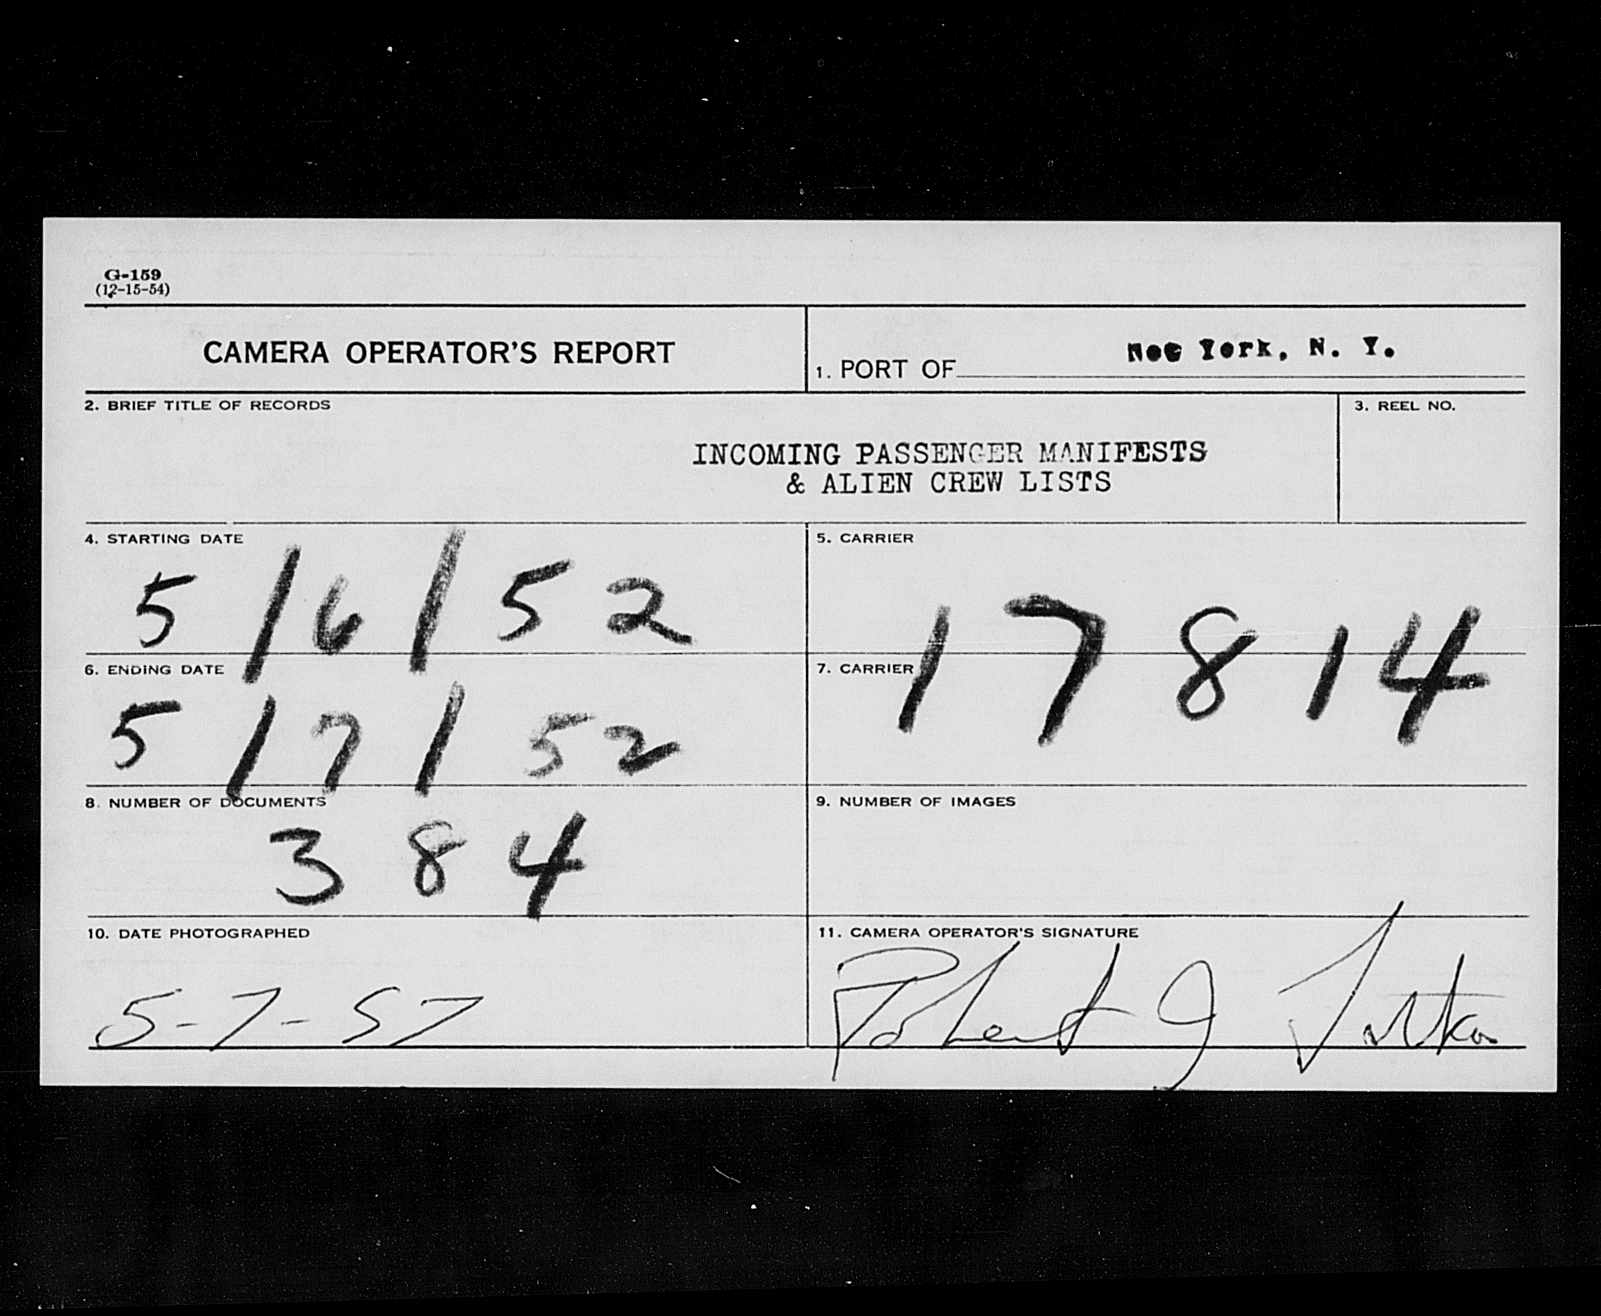 G-159
(12-15-54)
CAMERA OPERATOR'S REPORT
1. PORT OF New York, N. Y.
2. BRIEF TITLE OF RECORDS
INCOMING PASSENGER MANIFESTS
& ALIEN CREW LISTS
3. REEL NO.
4. STARTING DATE
5/6/52
5. CARRIER
17814
6. ENDING DATE
5/7/52
7. CARRIER
8. NUMBER OF DOCUMENTS
384
9. NUMBER OF IMAGES
10. DATE PHOTOGRAPHED
5-7-57
11. CAMERA OPERATOR'S SIGNATURE
Robert J